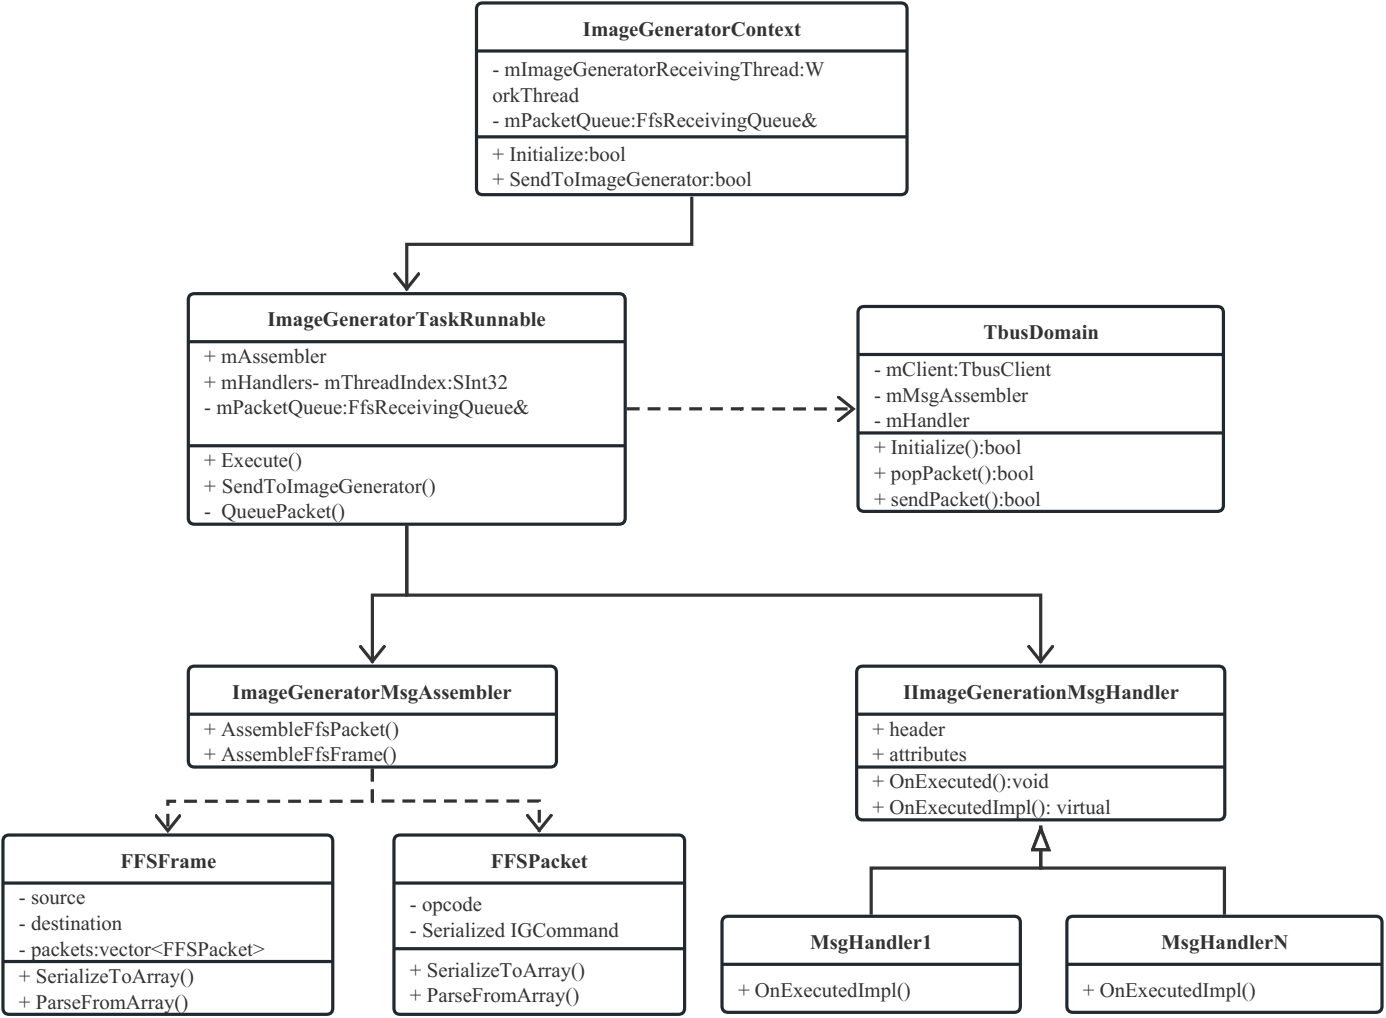 ImageGeneratorContext
- mImageGeneratorReceivingThread:W
orkThread
- mPacketQueue:FfsReceivingQueue&
+ Initialize:bool
+ SendToImageGenerator:bool
ImageGeneratorTaskRunnable
+ mAssembler
+ mHandlers- mThreadIndex:SInt32
- mPacketQueue:FfsReceivingQueue&
+ Execute()
+ SendToImageGenerator()
- QueuePacket()
TbusDomain
- mClient:TbusClient
- mMsgAssembler
- mHandler
+ Initialize():bool
+ popPacket():bool
+ sendPacket():bool
ImageGeneratorMsgAssembler
+ AssembleFfsPacket()
+ AssembleFfsFrame()
IImageGenerationMsgHandler
+ header
+ attributes
+ OnExecuted():void
+ OnExecutedImpl(): virtual
FFSFrame
- source
- destination
- packets:vector<FFSPacket>
+ SerializeToArray()
+ ParseFromArray()
FFSPacket
- opcode
- Serialized IGCommand
+ SerializeToArray()
+ ParseFromArray()
MsgHandler1
+ OnExecutedImpl()
MsgHandlerN
+ OnExecutedImpl()